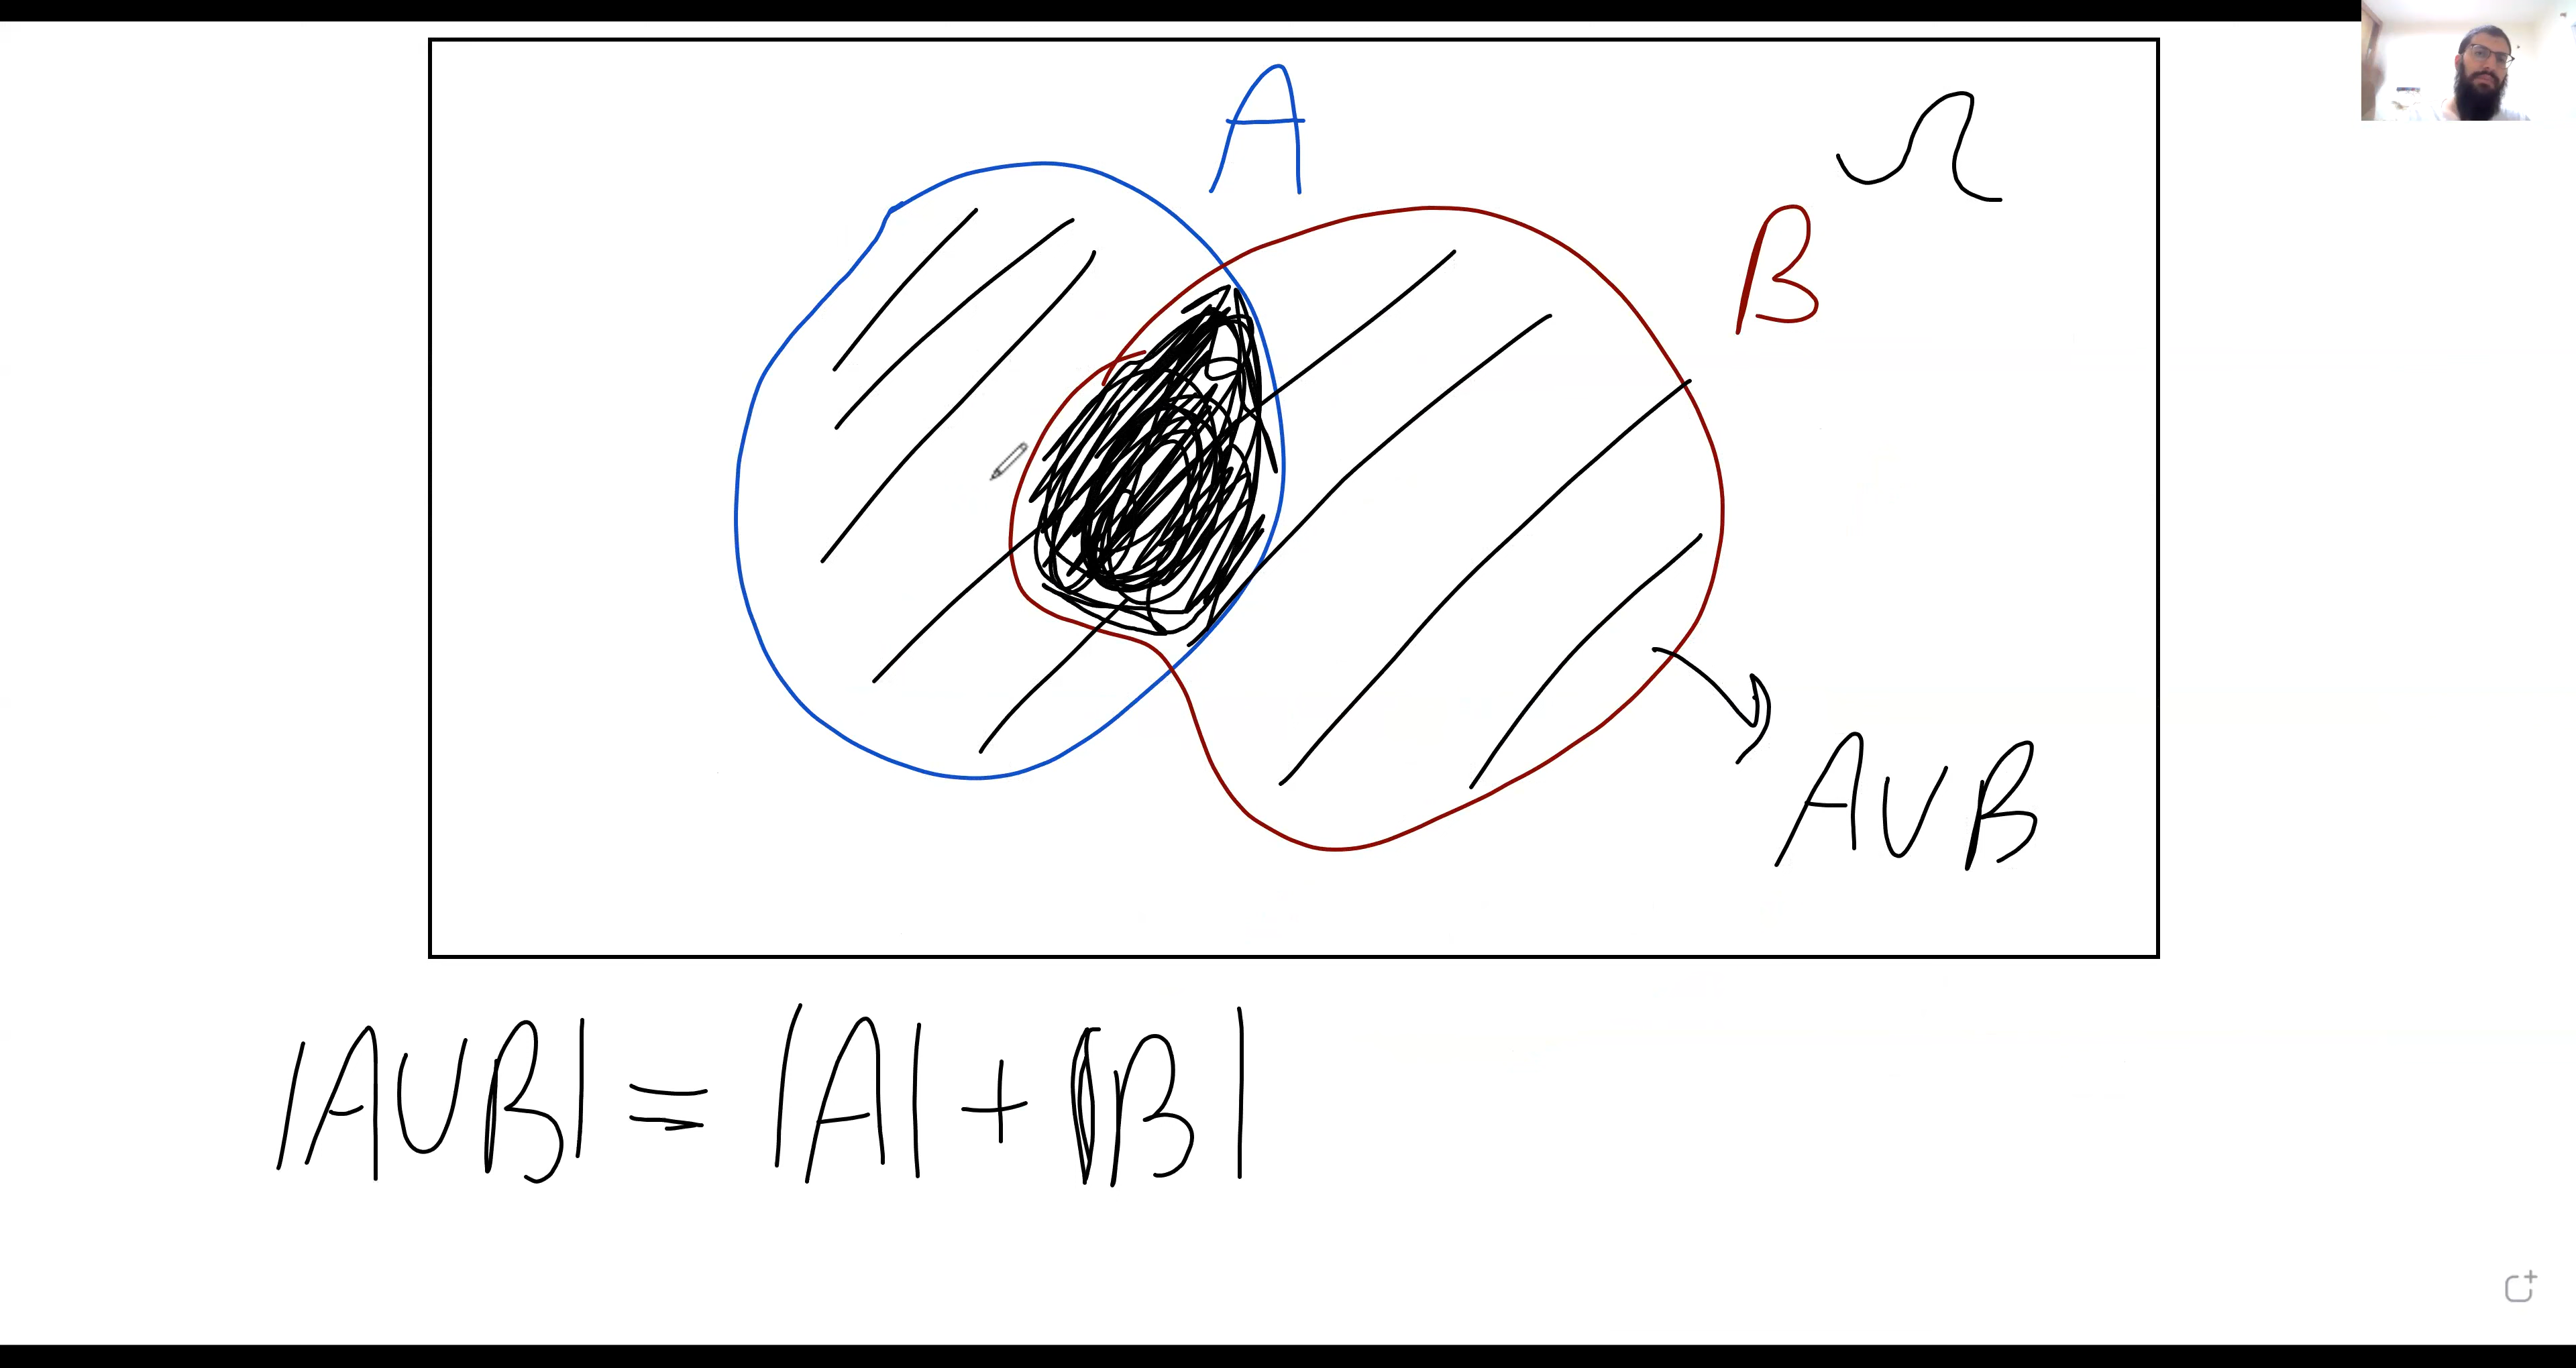 A
Ω
B
A∪B
|A∪B| = |A| + |B|